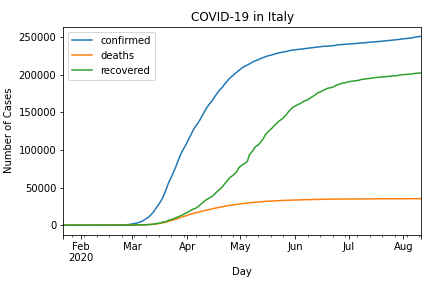 COVID-19 in Italy
confirmed
deaths
recovered
Number of Cases
250000
200000
150000
100000
50000
0
Feb Mar Apr May Jun Jul Aug
2020
Day